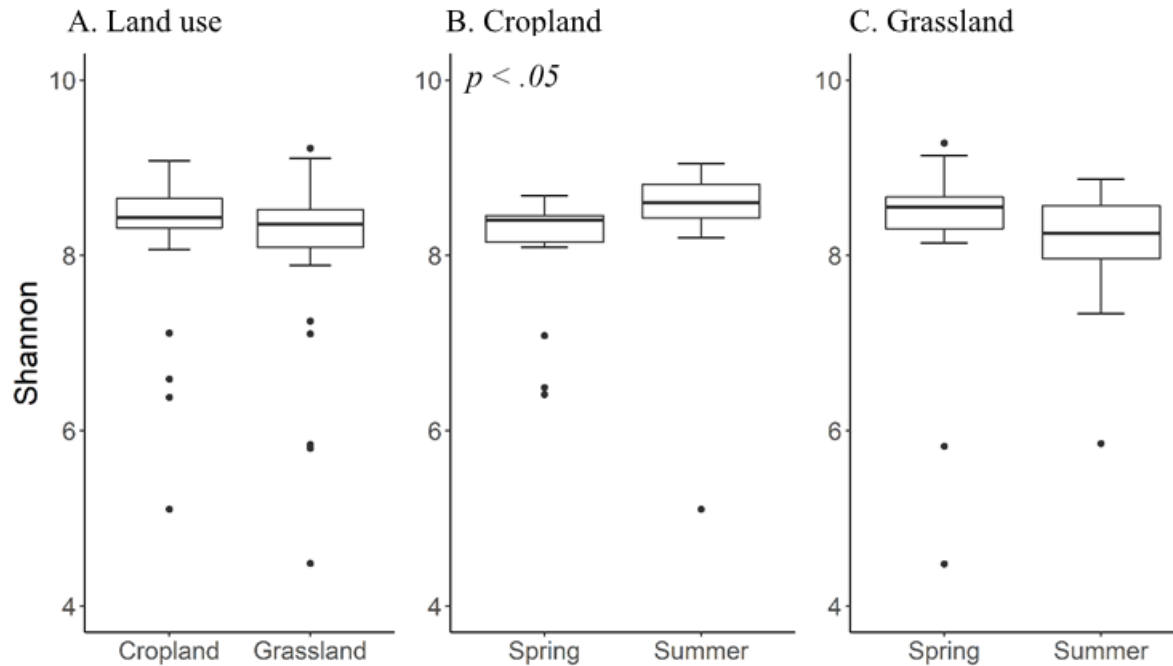 A. Land use
B. Cropland
C. Grassland
Shannon
10
8
6
4
Cropland
Grassland
p < .05
10
8
6
4
Spring
Summer
10
8
6
4
Spring
Summer